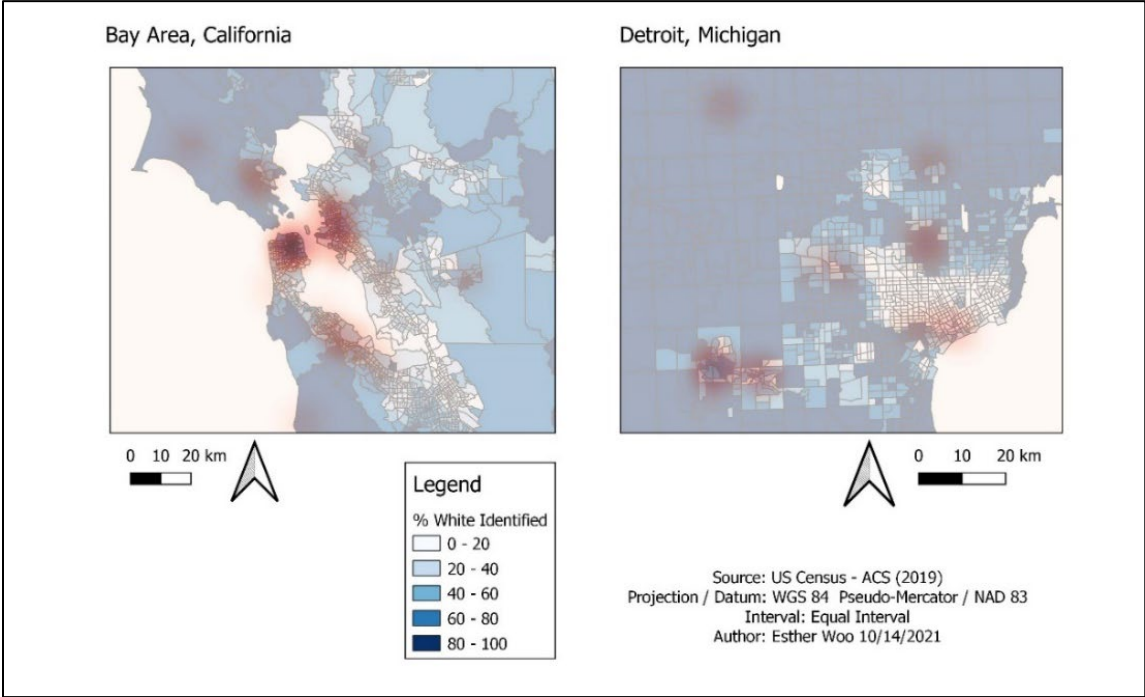 Bay Area, California
Detroit, Michigan
0 10 20 km
0 10 20 km
Legend
% White Identified
0 - 20
20 - 40
40 - 60
60 - 80
80 - 100
Source: US Census - ACS (2019)
Projection / Datum: WGS 84 Pseudo-Mercator / NAD 83
Interval: Equal Interval
Author: Esther Woo 10/14/2021